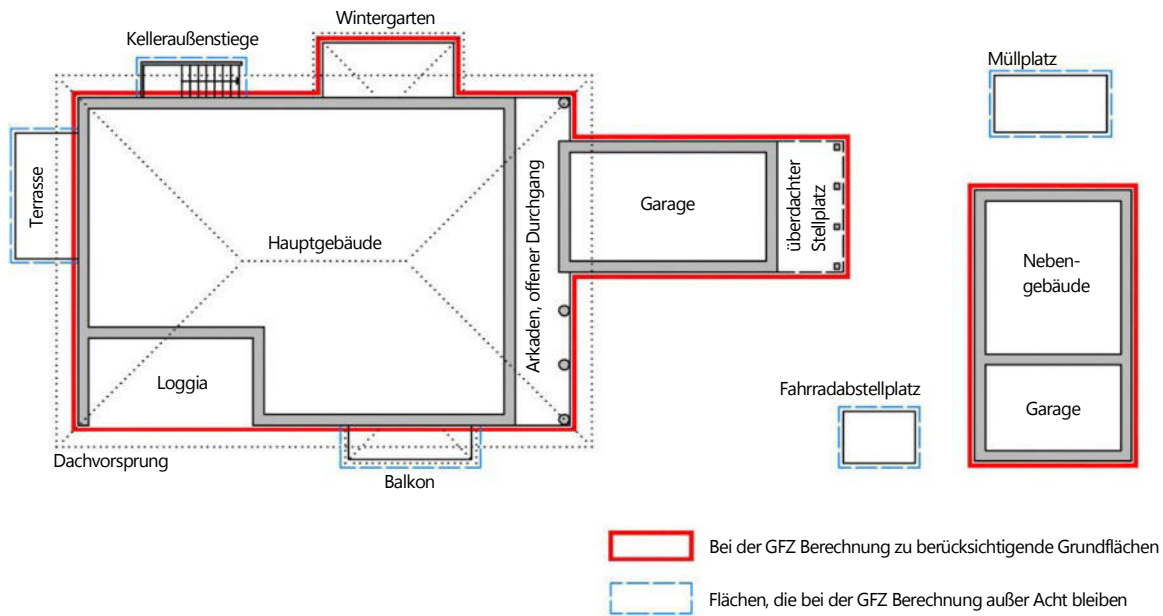 Wintergarten
Kelleraußenstiege
Müllplatz
Terrasse
Hauptgebäude
Arkaden, offener Durchgang
Garage
überdachter
Stellplatz
Neben-
gebäude
Loggia
Fahrradabstellplatz
Garage
Dachvorsprung
Balkon
Bei der GFZ Berechnung zu berücksichtigende Grundflächen
Flächen, die bei der GFZ Berechnung außer Acht bleiben